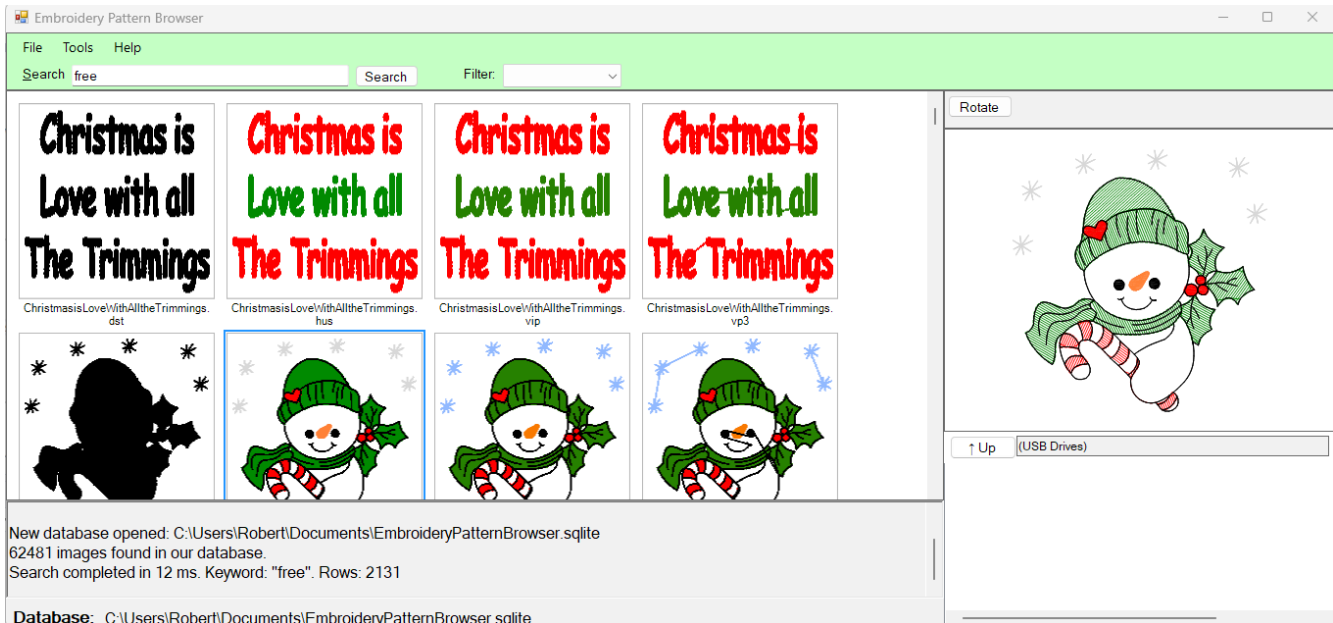 Embroidery Pattern Browser
File Tools Help
Search free Search Filter:
Rotate
Christmas is
Love with all
The Trimmings
Christmas is
Love with all
The Trimmings
Christmas is
Love with all
The Trimmings
Christmas is
Love with all
The Trimmings
ChristmasisLoveWithAlltheTrimmings.
dst
ChristmasisLoveWithAlltheTrimmings.
hus
ChristmasisLoveWithAlltheTrimmings.
vip
ChristmasisLoveWithAlltheTrimmings.
vp3
↑ Up (USB Drives)
New database opened: C:\Users\Robert\Documents\EmbroideryPatternBrowser.sqlite
62481 images found in our database.
Search completed in 12 ms. Keyword: "free". Rows: 2131
Database: C:\Users\Robert\Documents\EmbroideryPatternBrowser.sqlite